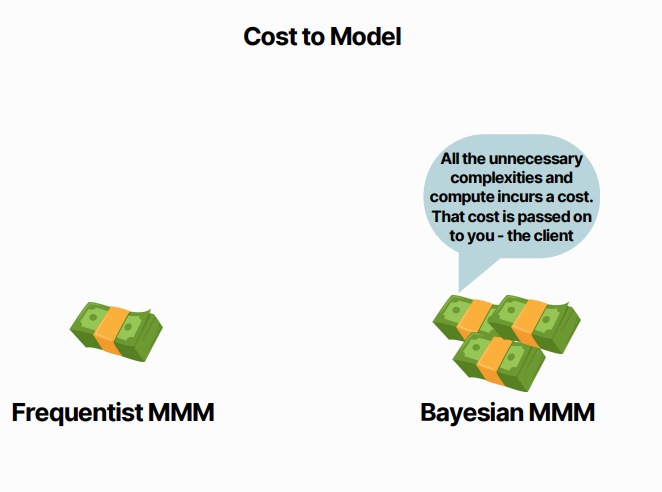 Cost to Model
All the unnecessary
complexities and
compute incurs a cost.
That cost is passed on
to you - the client
Frequentist MMM
Bayesian MMM